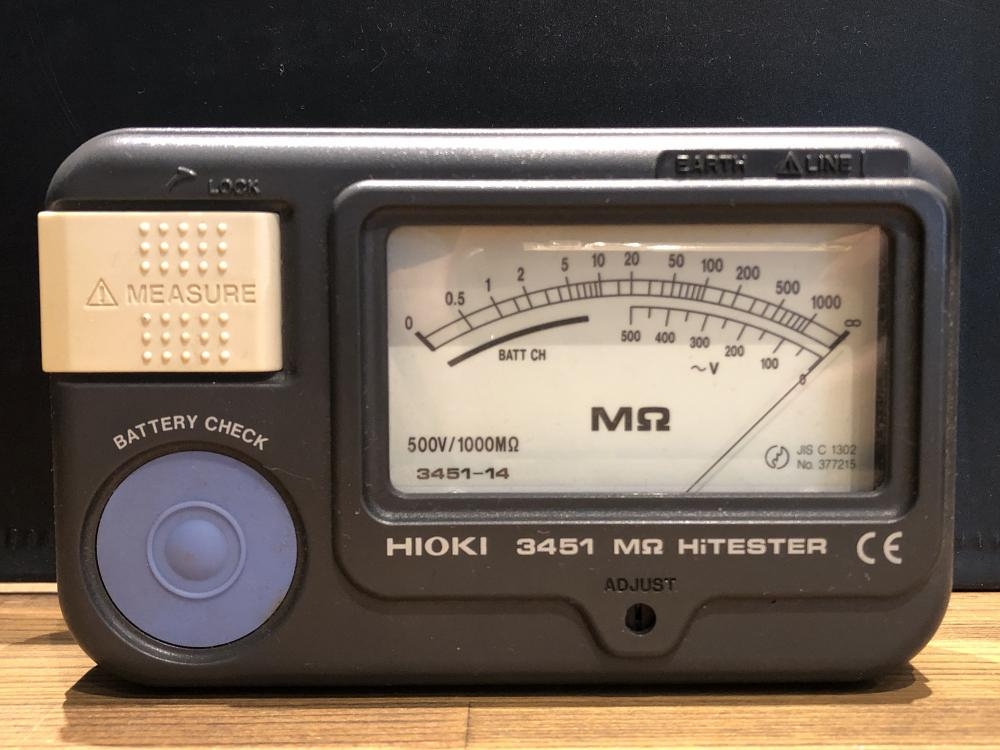 LOCK
EARTH ⚠ LINE
⚠ MEASURE
0 0.5 1 2 5 10 20 50 100 200 500 1000 ∞
500 400 300 200 100 0
BATT CH
~V
MΩ
500V/1000MΩ
3451-14
JIS C 1302
No. 377215
BATTERY CHECK
HIOKI 3451 MΩ HiTESTER CE
ADJUST